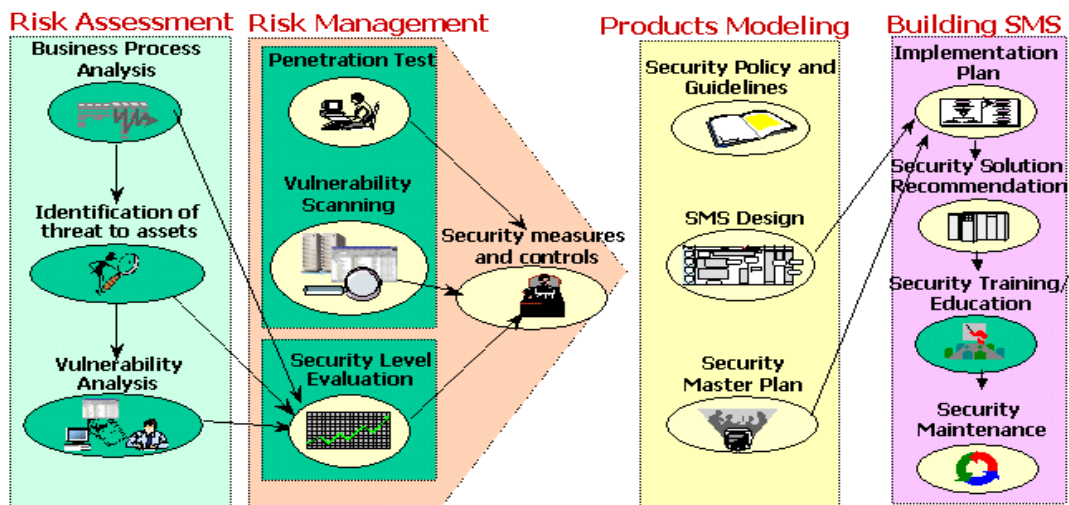 Risk Assessment
Business Process
Analysis
Identification of
threat to assets
Vulnerability
Analysis
Risk Management
Penetration Test
Vulnerability
Scanning
Security measures
and controls
Security Level
Evaluation
Products Modeling
Security Policy and
Guidelines
SMS Design
Security
Master Plan
Building SMS
Implementation
Plan
Security Solution
Recommendation
Security Training/
Education
Security
Maintenance